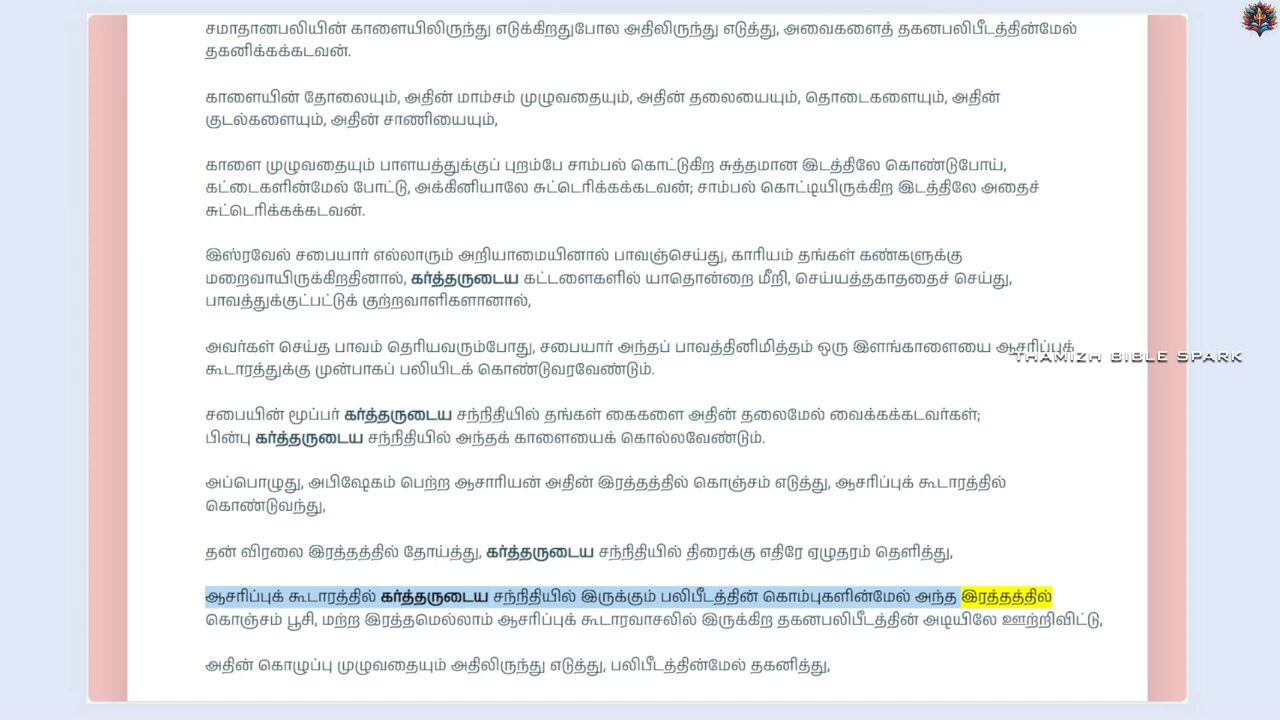 சமாதானபலியின் காளையிலிருந்து எடுக்கிறதுபோல அதிலிருந்து எடுத்து, அவைகளைத் தகனபலிபீடத்தின்மேல்
தகனிக்கக்கடவன்.
காளையின் தோலையும், அதின் மாம்சம் முழுவதையும், அதின் தலையையும், தொடைகளையும், அதின்
குடல்களையும், அதின் சாணியையும்,
காளை முழுவதையும் பாளயத்துக்குப் புறம்பே சாம்பல் கொட்டுகிற சுத்தமான இடத்திலே கொண்டுபோய்,
கட்டைகளின்மேல் போட்டு, அக்கினியாலே சுட்டெரிக்கக்கடவன்; சாம்பல் கொட்டியிருக்கிற இடத்திலே அதைச்
சுட்டெரிக்கக்கடவன்.
இஸ்ரவேல் சபையார் எல்லாரும் அறியாமையினால் பாவஞ்செய்து, காரியம் தங்கள் கண்களுக்கு
மறைவாயிருக்கிறதினால், கர்த்தருடைய கட்டளைகளில் யாதொன்றை மீறி, செய்யத்தகாததைச் செய்து,
பாவத்துக்குட்பட்டுக் குற்றவாளிகளானால்,
அவர்கள் செய்த பாவம் தெரியவரும்போது, சபையார் அந்தப் பாவத்தினிமித்தம் ஒரு இளங்காளையை ஆசரிப்புக்
THAMIZH BIBLE SPARK
கூடாரத்துக்கு முன்பாகப் பலியிடக் கொண்டுவரவேண்டும்.
சபையின் மூப்பர் கர்த்தருடைய சந்நிதியில் தங்கள் கைகளை அதின் தலைமேல் வைக்கக்கடவர்கள்;
பின்பு கர்த்தருடைய சந்நிதியில் அந்தக் காளையைக் கொல்லவேண்டும்.
அப்பொழுது, அபிஷேகம் பெற்ற ஆசாரியன் அதின் இரத்தத்தில் கொஞ்சம் எடுத்து, ஆசரிப்புக் கூடாரத்தில்
கொண்டுவந்து,
தன் விரலை இரத்தத்தில் தோய்த்து, கர்த்தருடைய சந்நிதியில் திரைக்கு எதிரே ஏழுதரம் தெளித்து,
ஆசரிப்புக் கூடாரத்தில் கர்த்தருடைய சந்நிதியில் இருக்கும் பலிபீடத்தின் கொம்புகளின்மேல் அந்த இரத்தத்தில்
கொஞ்சம் பூசி, மற்ற இரத்தமெல்லாம் ஆசரிப்புக் கூடாரவாசலில் இருக்கிற தகனபலிபீடத்தின் அடியிலே ஊற்றிவிட்டு,
அதின் கொழுப்பு முழுவதையும் அதிலிருந்து எடுத்து, பலிபீடத்தின்மேல் தகனித்து,